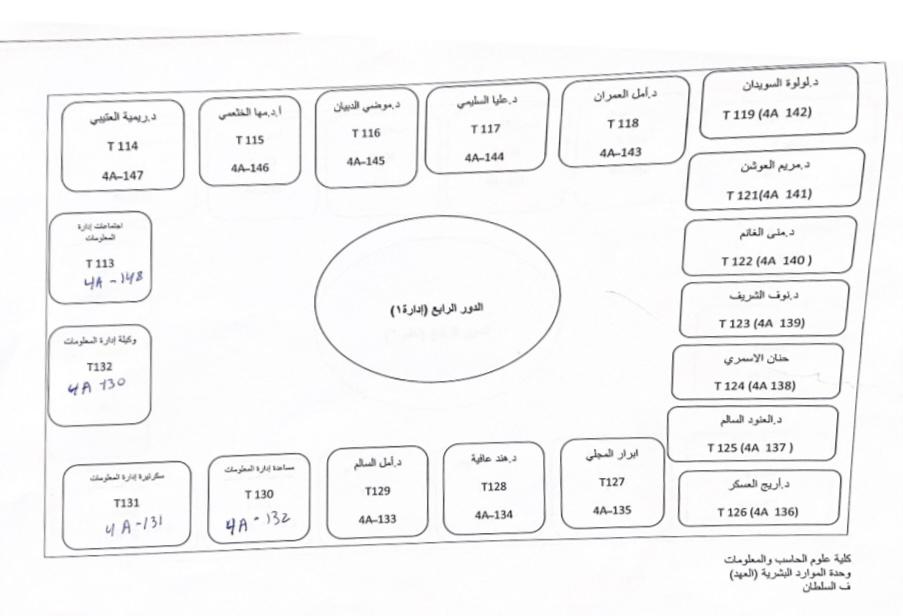 د.ريمية العتيبي
T 114
4A–147
أ.د.مها الخثعمي
T 115
4A–146
د.موضي الدبيان
T 116
4A–145
د.عليا السليمي
T 117
4A–144
د.أمل العمران
T 118
4A–143
د.لولوة السويدان
T 119 (4A 142)
د.مريم العوشن
T 121(4A 141)
د.منى الغانم
T 122 (4A 140 )
د.نوف الشريف
T 123 (4A 139)
حنان الاسمري
T 124 (4A 138)
د.العنود السالم
T 125 (4A 137 )
د.أريج العسكر
T 126 (4A 136)
اجتماعات إدارة
المعلومات
T 113
4A - 148
وكيلة إدارة المعلومات
T132
4A -130
الدور الرابع (إدارة١)
سكرتيرة إدارة المعلومات
T131
4A -131
مساعدة إدارة المعلومات
T 130
4A - 132
د.أمل السالم
T129
4A–133
د.هند عافية
T128
4A–134
ابرار المجلي
T127
4A–135
كلية علوم الحاسب والمعلومات
وحدة الموارد البشرية (العهد)
ف السلطان